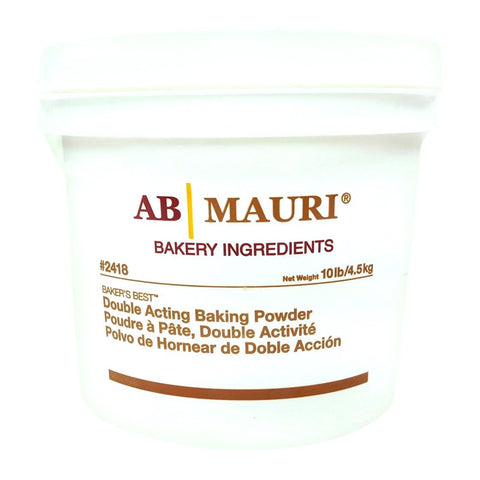 AB MAURI®
BAKERY INGREDIENTS
#2418
Net Weight 10lb/4.5kg
BAKER'S BEST™
Double Acting Baking Powder
Poudre à Pâte, Double Activité
Polvo de Hornear de Doble Acción